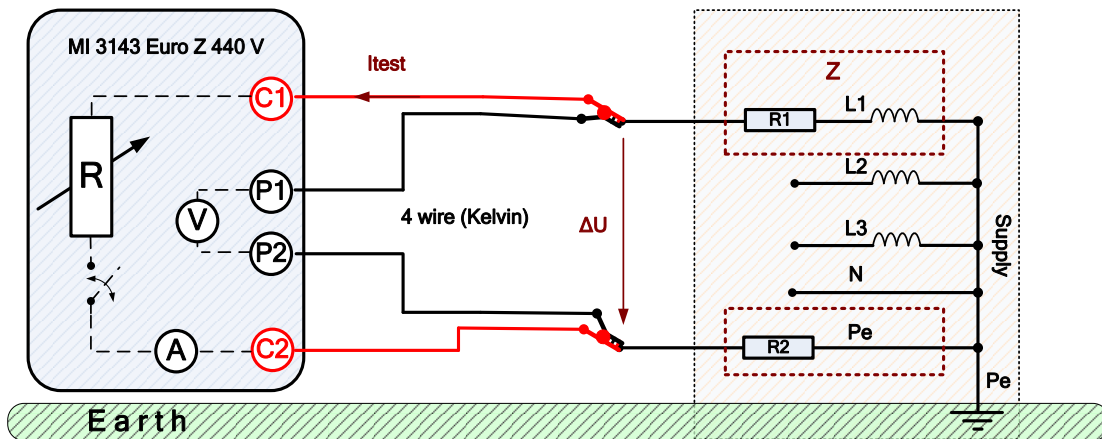 MI 3143 Euro Z 440 V
C1
Itest
Z
R1
L1
R
P1
V
P2
4 wire (Kelvin)
ΔU
L2
L3
N
Supply
A
C2
R2
Pe
Pe
Earth